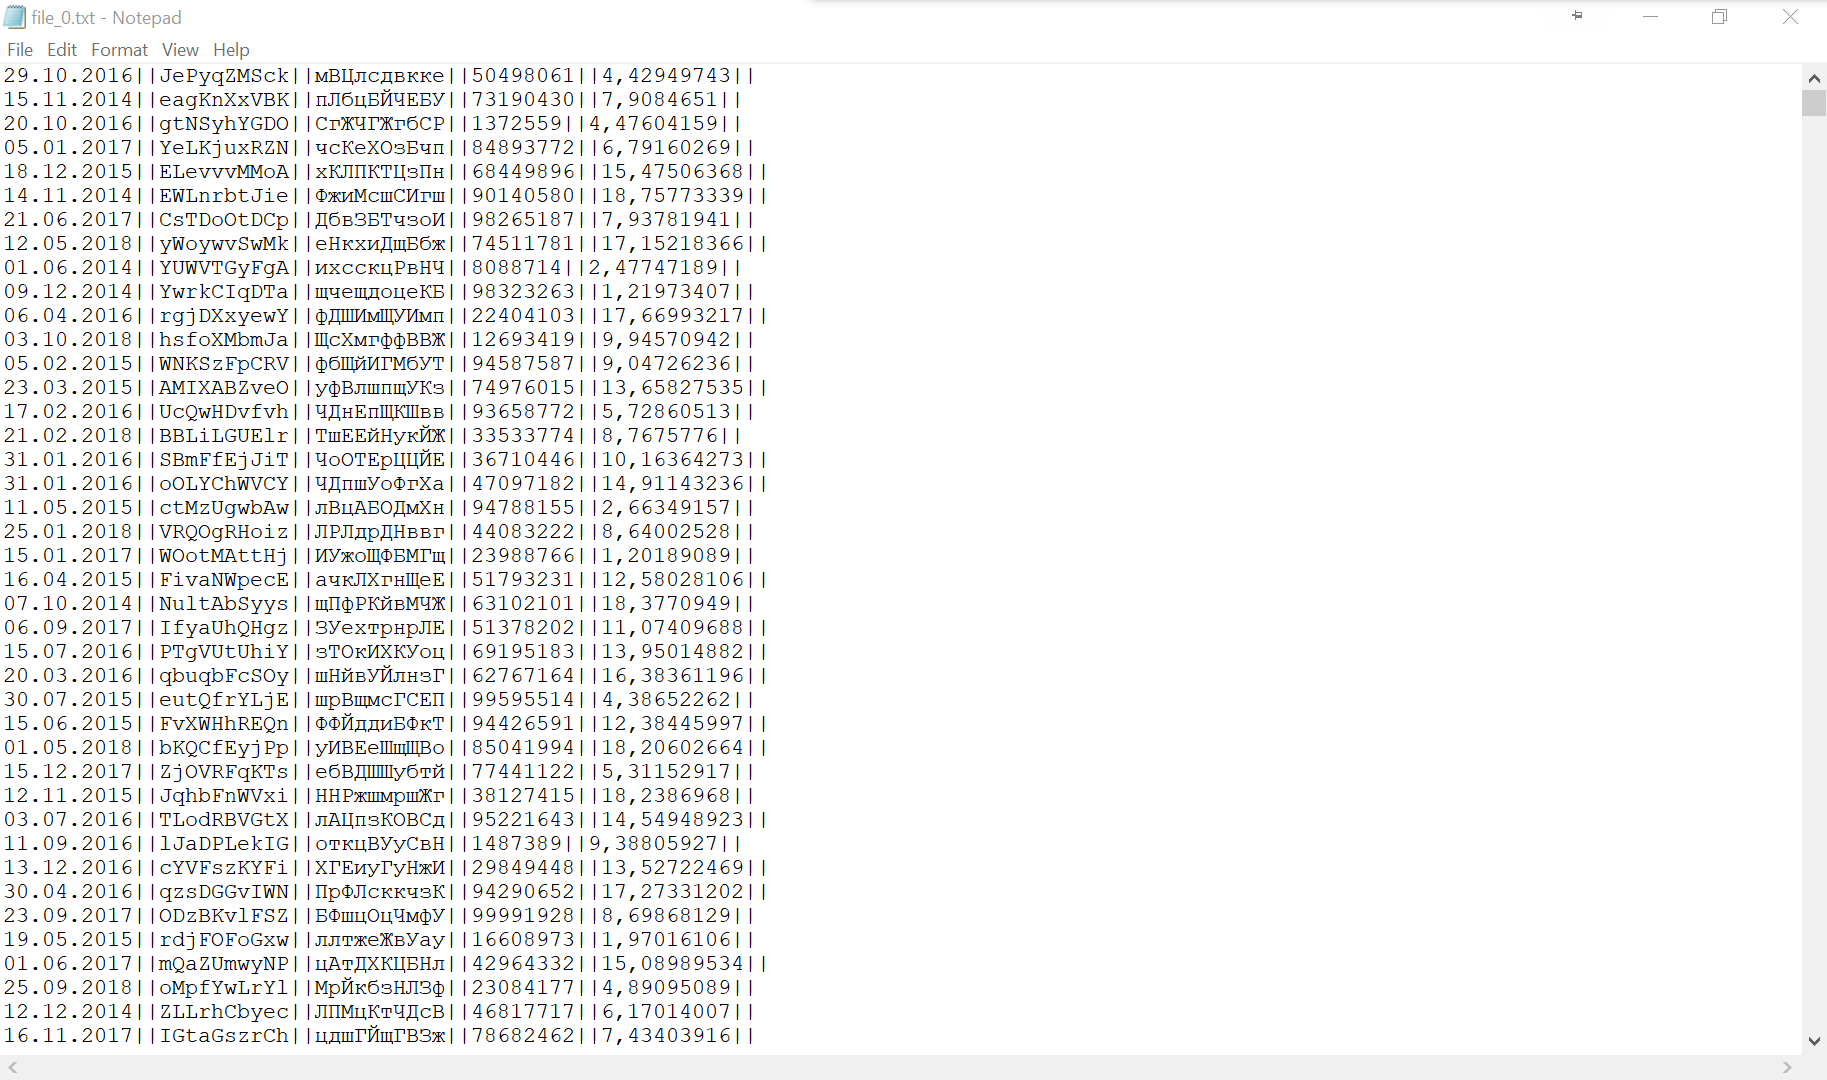 file_0.txt - Notepad
File Edit Format View Help
29.10.2016||JePyqZMSck||мВЦлсдвкке||50498061||4,42949743||
15.11.2014||eagKnXxVBK||пЛбцБЙЧЕБУ||73190430||7,9084651||
20.10.2016||gtNSyhYGDO||СгЖЧГЖгбСР||1372559||4,47604159||
05.01.2017||YeLKjuxRZN||чсКеХОзБчп||84893772||6,79160269||
18.12.2015||ELevvvMMoA||хКЛПКТЦзПн||68449896||15,47506368||
14.11.2014||EWLnrbtJie||ФжиМсшСИгш||90140580||18,75773339||
21.06.2017||CsTDoOtDCp||ДбвЗБТчзоИ||98265187||7,93781941||
12.05.2018||yWoywvSwMk||еНкхиДщБбж||74511781||17,15218366||
01.06.2014||YUWVTGyFgA||ихсскцРвНЧ||8088714||2,47747189||
09.12.2014||YwrkCIqDTa||щчещдоцеКБ||98323263||1,21973407||
06.04.2016||rgjDXxyewY||фДШИмЩУИмп||22404103||17,66993217||
03.10.2018||hsfoXMbmJa||ЩсХмгффВВЖ||12693419||9,94570942||
05.02.2015||WNKSzFpCRV||фбЩйИГМбУТ||94587587||9,04726236||
23.03.2015||AMIXABZveO||уфВлшпщУКз||74976015||13,65827535||
17.02.2016||UcQwHDvfvh||ЧДнЕпЩКШвв||93658772||5,72860513||
21.02.2018||BBLiLGUElr||ТшЕЕйНукЙЖ||33533774||8,7675776||
31.01.2016||SBmFfEjJiT||ЧоОТЕрЦЦЙЕ||36710446||10,16364273||
31.01.2016||oOLYChWVCY||ЧДпшУоФгХа||47097182||14,91143236||
11.05.2015||ctMzUgwbAw||лВцАБОДмХн||94788155||2,66349157||
25.01.2018||VRQOgRHoiz||ЛРЛдрДНввг||44083222||8,64002528||
15.01.2017||WOotMAttHj||ИУжоЩФБМГщ||23988766||1,20189089||
16.04.2015||FivaNWpecE||ачкЛХгнЩеЕ||51793231||12,58028106||
07.10.2014||NultAbSyys||щПфРКйвМЧЖ||63102101||18,3770949||
06.09.2017||IfyaUhQHgz||ЗУехтрнрЛЕ||51378202||11,07409688||
15.07.2016||PTgVUtUhiY||зТОкИХКУоц||69195183||13,95014882||
20.03.2016||qbuqbFcSOy||шНйвУЙлнзГ||62767164||16,38361196||
30.07.2015||eutQfrYLjE||шрВщмсГСЕП||99595514||4,38652262||
15.06.2015||FvXWHhREQn||ФФЙддиБФкТ||94426591||12,38445997||
01.05.2018||bKQCfEyjPp||уИВЕеШщЩВо||85041994||18,20602664||
15.12.2017||ZjOVRFqKTs||ебВДШШубтй||77441122||5,31152917||
12.11.2015||JqhbFnWVxi||ННРжшмршЖг||38127415||18,2386968||
03.07.2016||TLodRBVGtX||лАЦпзКОВСд||95221643||14,54948923||
11.09.2016||lJaDPLekIG||откцВУуСвН||1487389||9,38805927||
13.12.2016||cYVFszKYFi||ХГЕиуГуНжИ||29849448||13,52722469||
30.04.2016||qzsDGGvIWN||ПрФЛсккчзК||94290652||17,27331202||
23.09.2017||ODzBKvlFSZ||БФшцОцЧмфУ||99991928||8,69868129||
19.05.2015||rdjFOFoGxw||ллтжеЖвУау||16608973||1,97016106||
01.06.2017||mQaZUmwyNP||цАтДХКЦБНл||42964332||15,08989534||
25.09.2018||oMpfYwLrYl||МрЙкбзНЛЗф||23084177||4,89095089||
12.12.2014||ZLLrhCbyec||ЛПМцКтЧДсВ||46817717||6,17014007||
16.11.2017||IGtaGszrCh||цдшГЙщГВЗж||78682462||7,43403916||